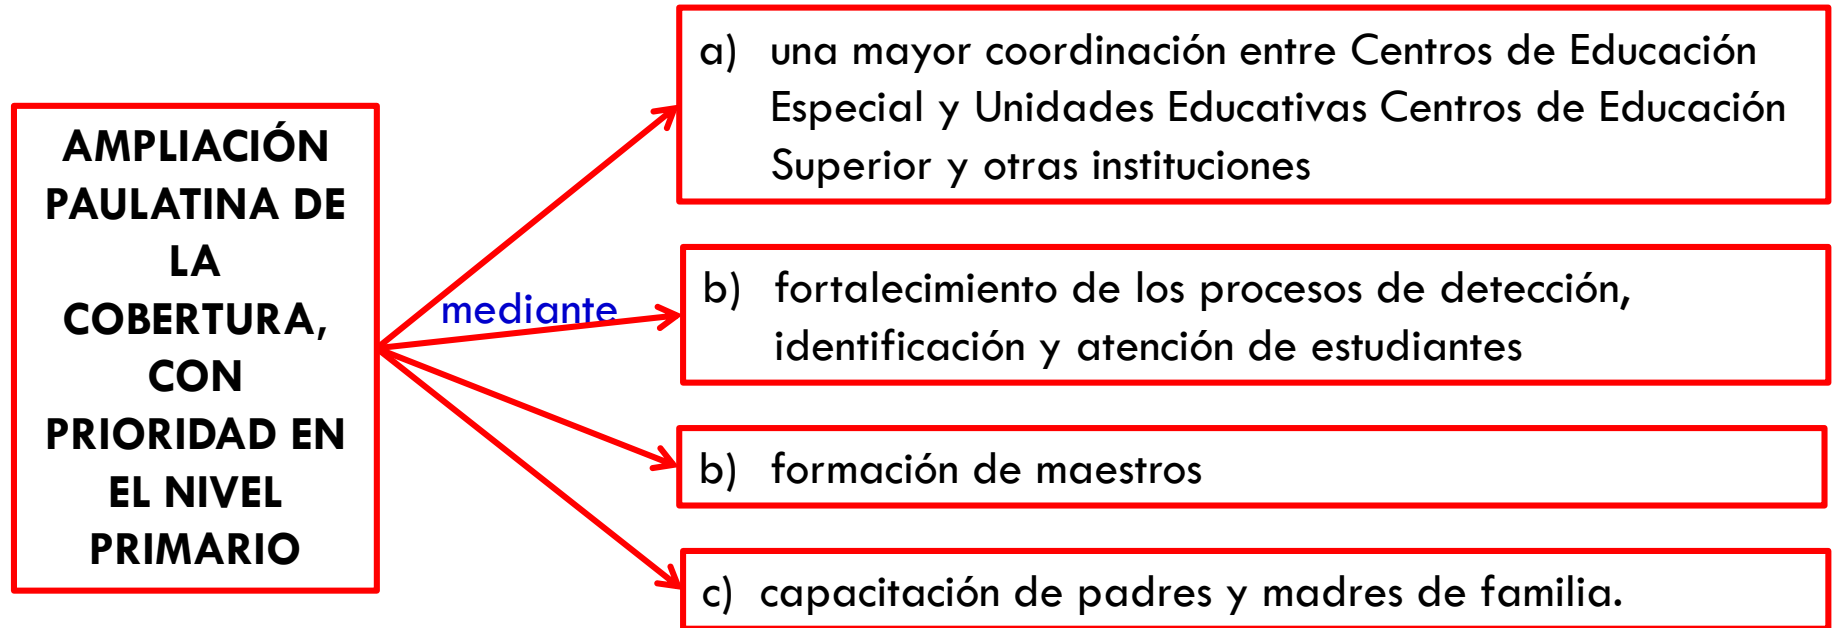 AMPLIACIÓN
PAULATINA DE
LA
COBERTURA,
CON
PRIORIDAD EN
EL NIVEL
PRIMARIO
mediante
a) una mayor coordinación entre Centros de Educación
Especial y Unidades Educativas Centros de Educación
Superior y otras instituciones
b) fortalecimiento de los procesos de detección,
identificación y atención de estudiantes
b) formación de maestros
c) capacitación de padres y madres de familia.